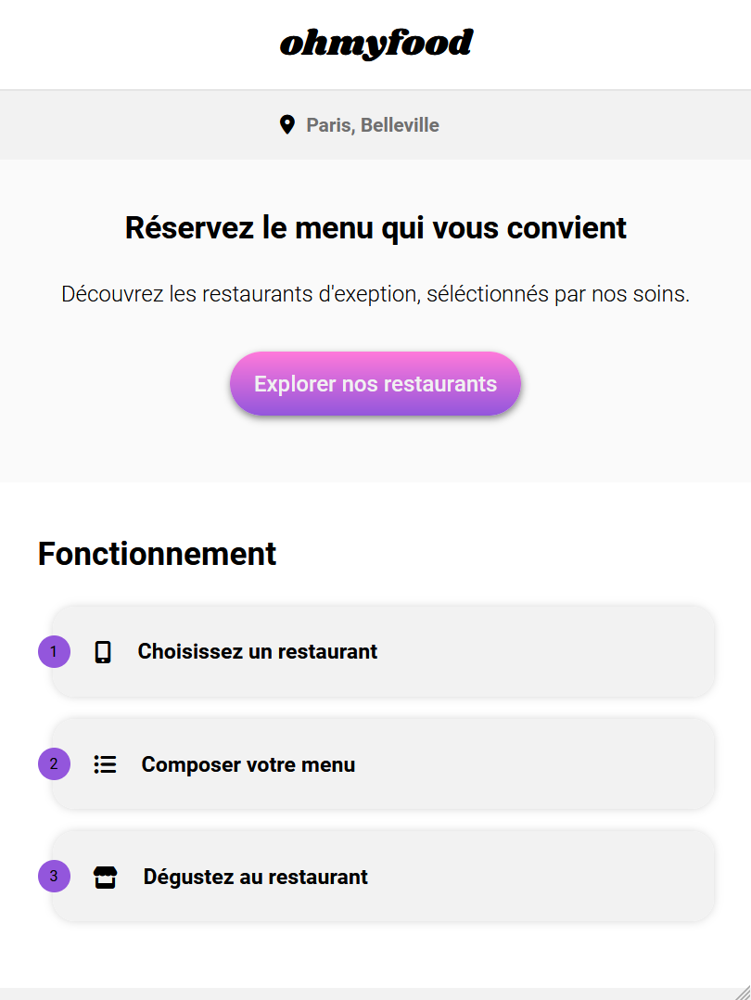 ohmyfood
Paris, Belleville
Réservez le menu qui vous convient
Découvrez les restaurants d'exeption, séléctionnés par nos soins.
Explorer nos restaurants
Fonctionnement
1 Choisissez un restaurant
2 Composer votre menu
3 Dégustez au restaurant